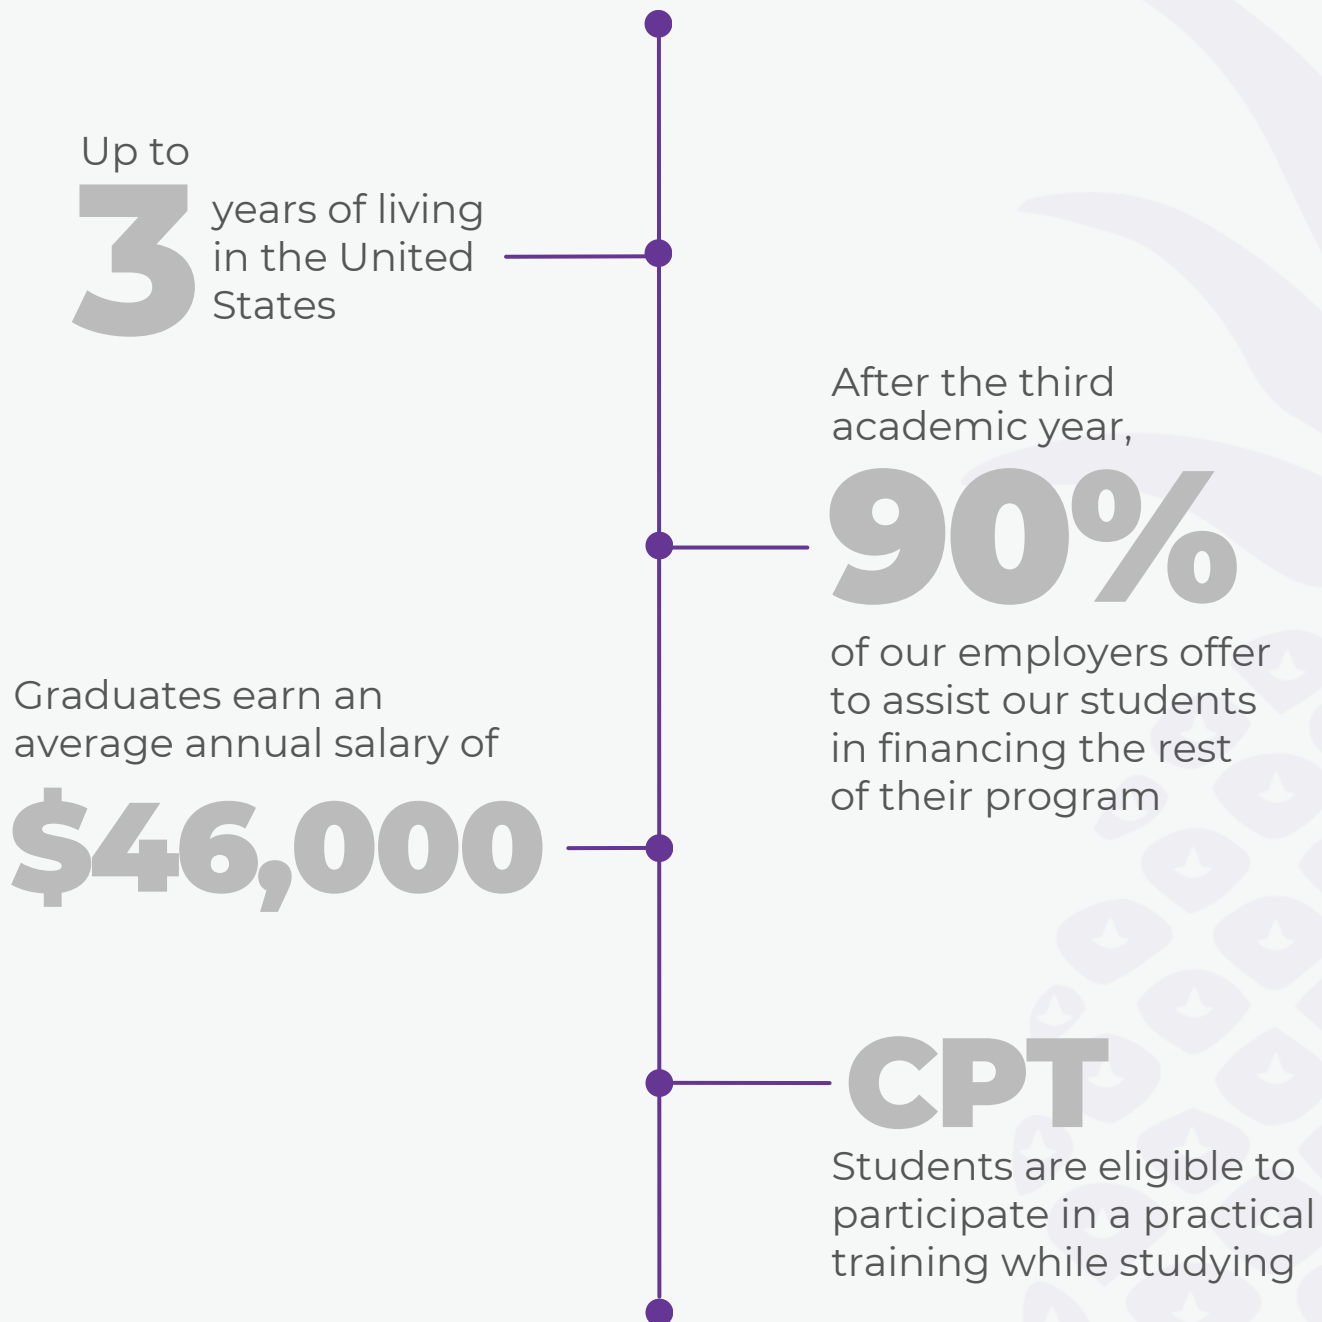 Up to
3
years of living
in the United
States
After the third
academic year,
90%
of our employers offer
to assist our students
in financing the rest
of their program
Graduates earn an
average annual salary of
$46,000
CPT
Students are eligible to
participate in a practical
training while studying